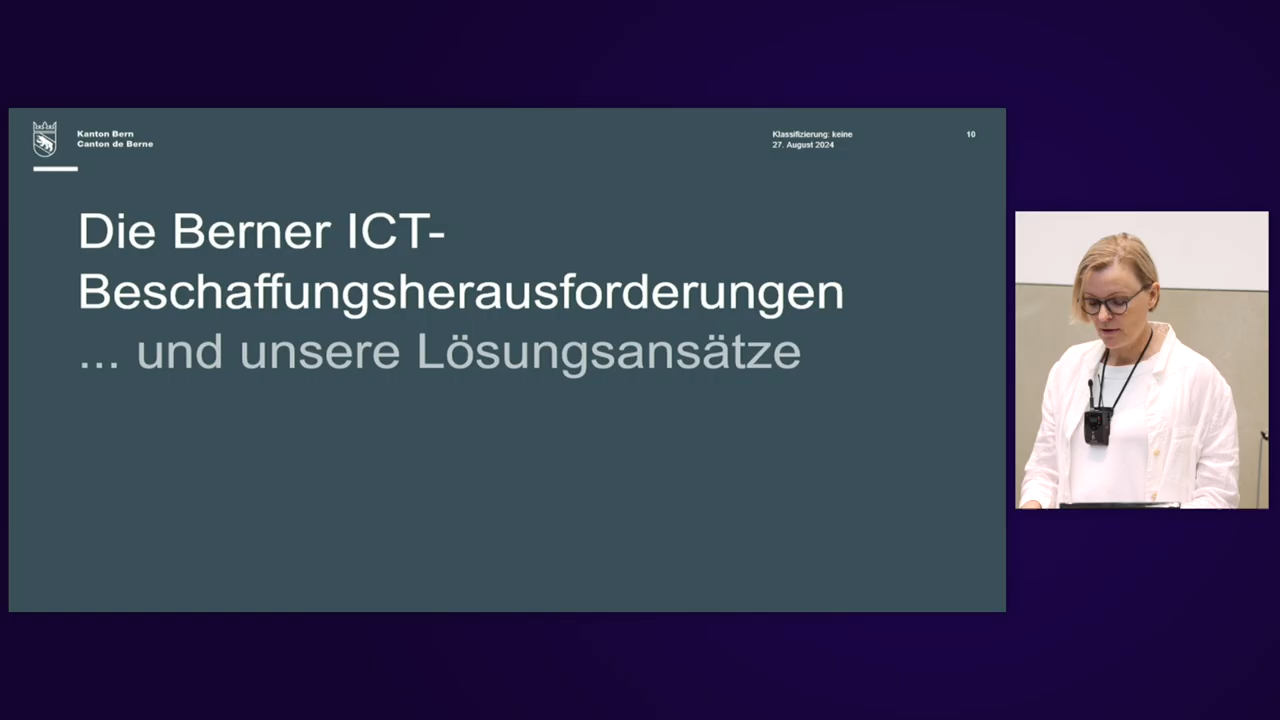 Kanton Bern
Canton de Berne
Klassifizierung: keine
27. August 2024
10
Die Berner ICT-
Beschaffungsherausforderungen
... und unsere Lösungsansätze